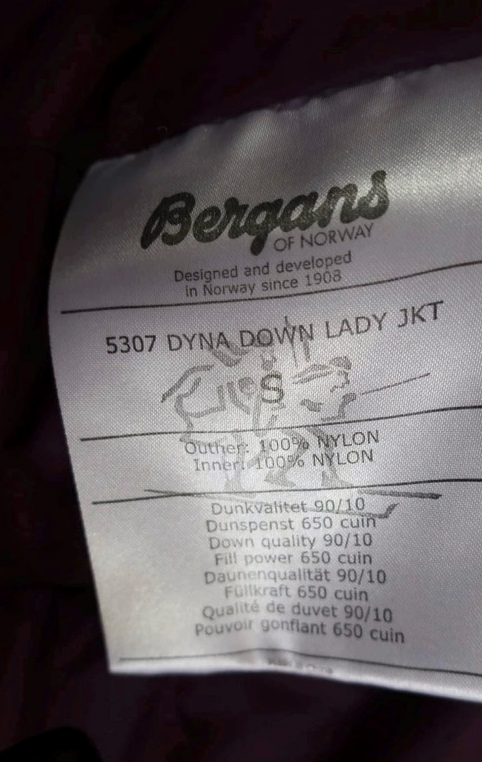 Bergans
OF NORWAY
Designed and developed
in Norway since 1908
5307 DYNA DOWN LADY JKT
S
Outher: 100% NYLON
Inner: 100% NYLON
Dunkvalitet 90/10
Dunspenst 650 cuin
Down quality 90/10
Fill power 650 cuin
Daunenqualität 90/10
Füllkraft 650 cuin
Qualité de duvet 90/10
Pouvoir gonflant 650 cuin